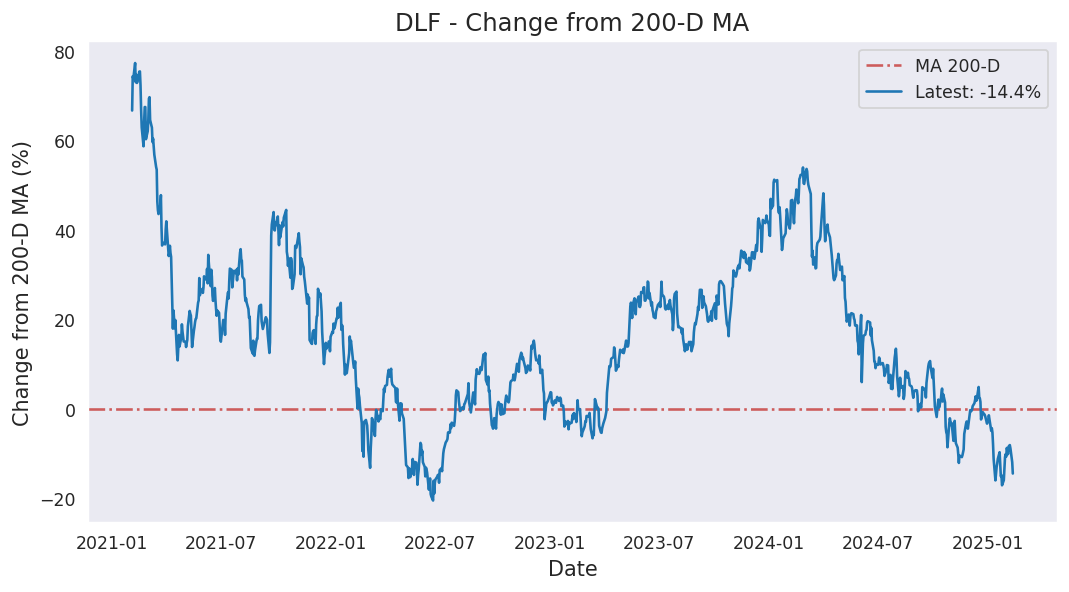 DLF - Change from 200-D MA
80
60
40
20
0
−20
Change from 200-D MA (%)
MA 200-D
Latest: -14.4%
2021-01 2021-07 2022-01 2022-07 2023-01 2023-07 2024-01 2024-07 2025-01
Date